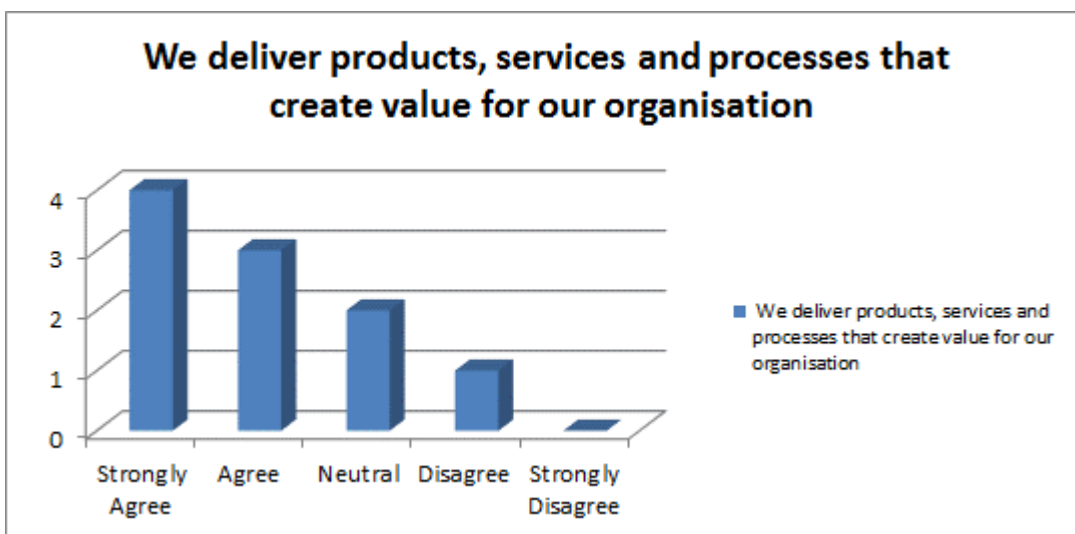 We deliver products, services and processes that
create value for our organisation
4
3
2
1
0
Strongly
Agree
Agree
Neutral
Disagree
Strongly
Disagree
We deliver products, services and
processes that create value for our
organisation